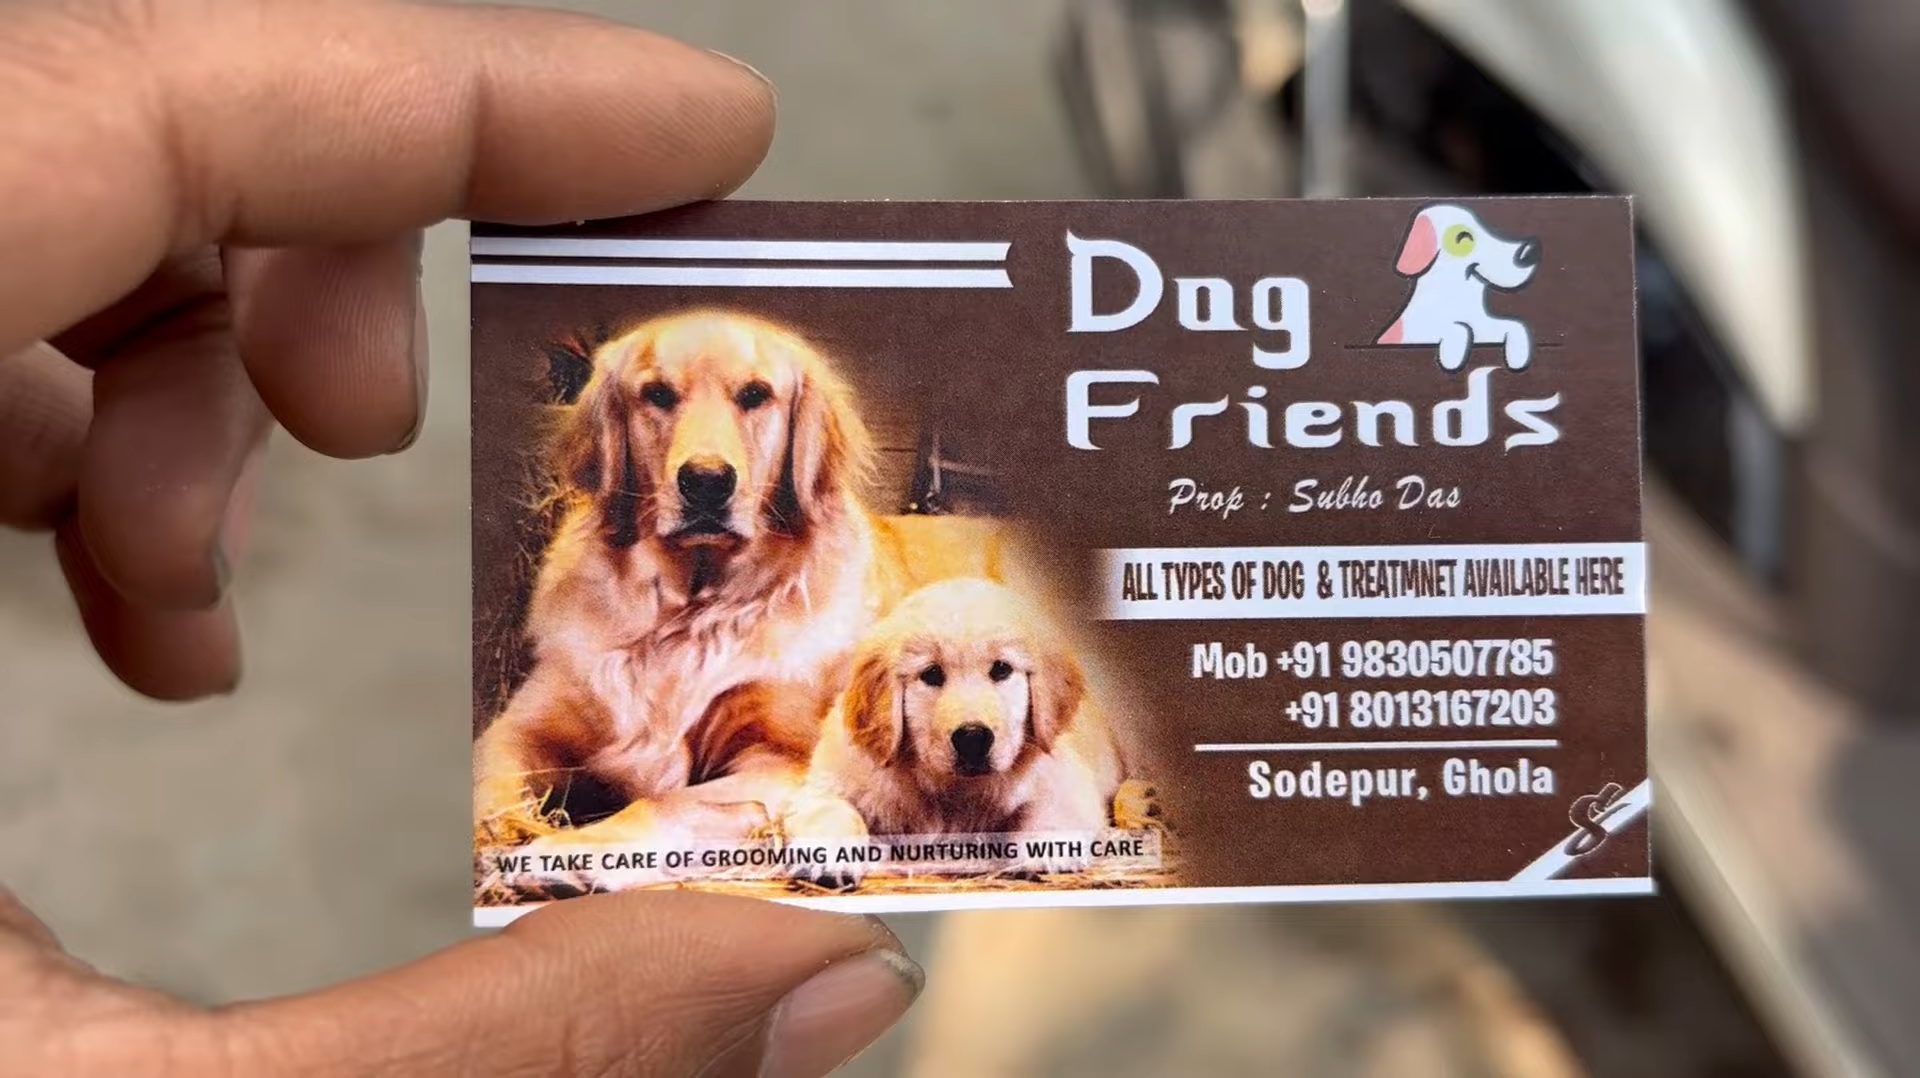 Dog
Friends
Prop : Subho Das
ALL TYPES OF DOG & TREATMNET AVAILABLE HERE
Mob +91 9830507785
+91 8013167203
Sodepur, Ghola
S
WE TAKE CARE OF GROOMING AND NURTURING WITH CARE